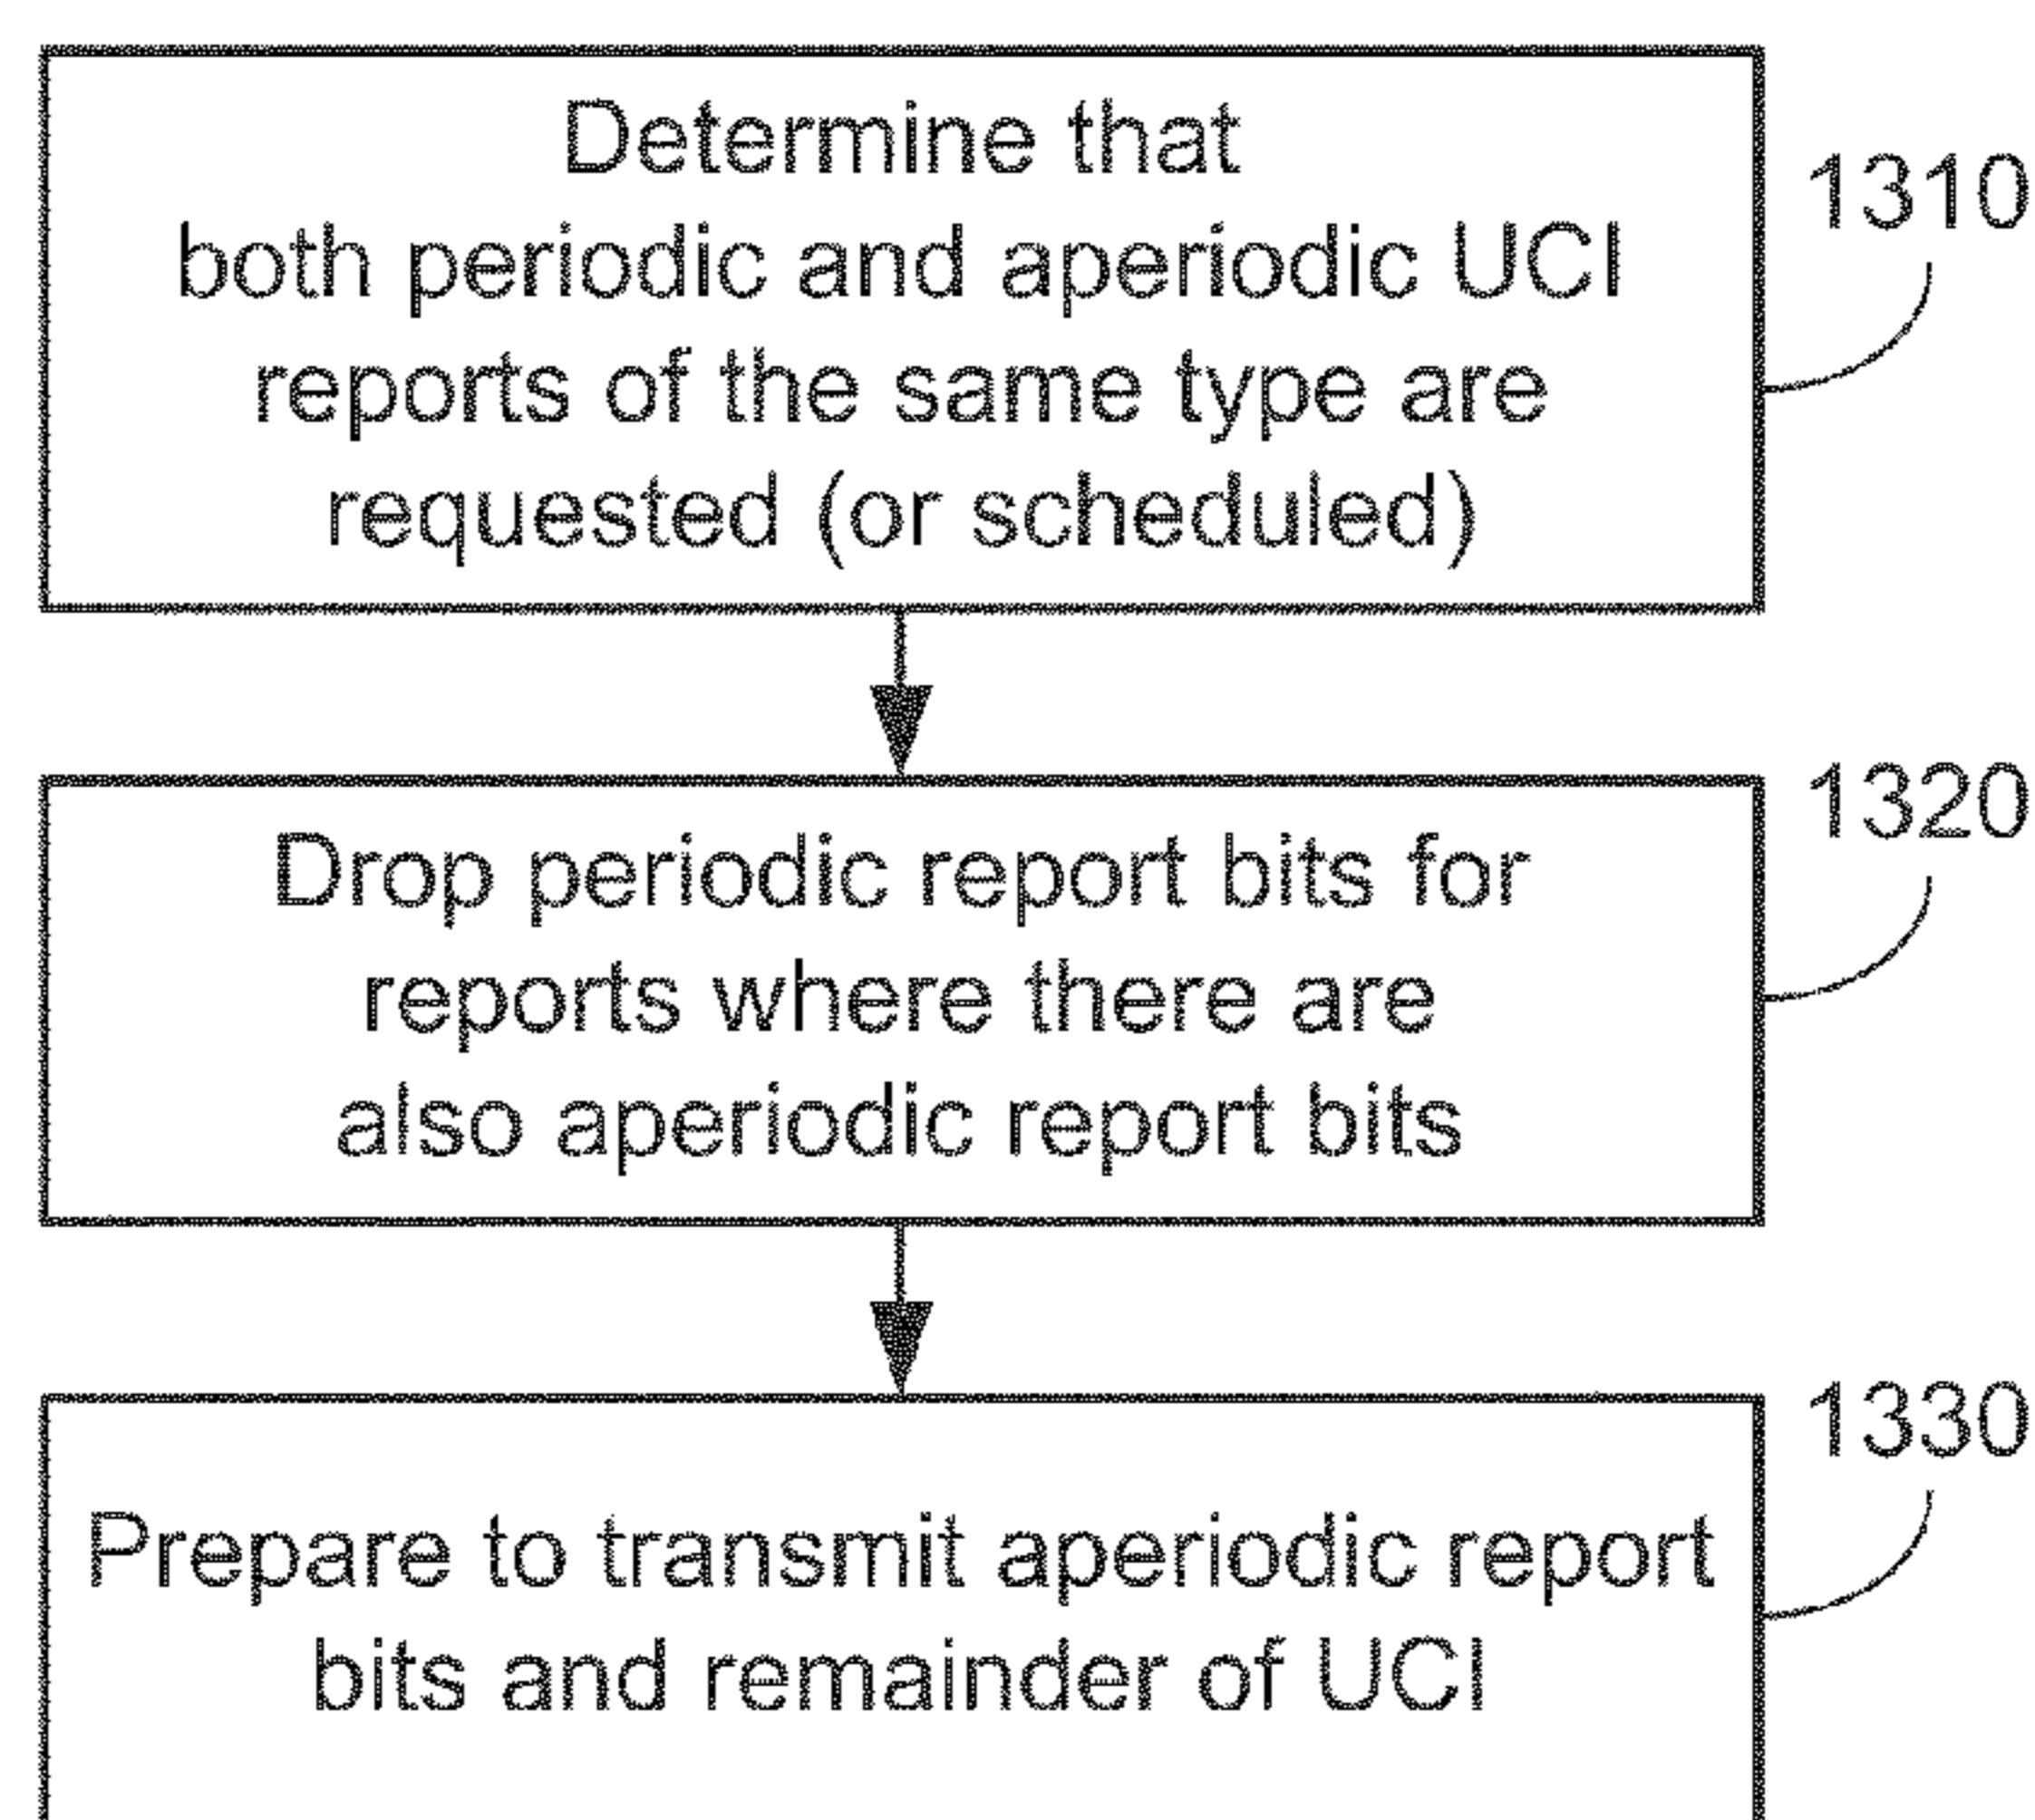 Determine that
both periodic and aperiodic UCI
reports of the same type are
requested (or scheduled)
1310
Drop periodic report bits for
reports where there are
also aperiodic report bits
1320
Prepare to transmit aperiodic report
bits and remainder of UCI
1330